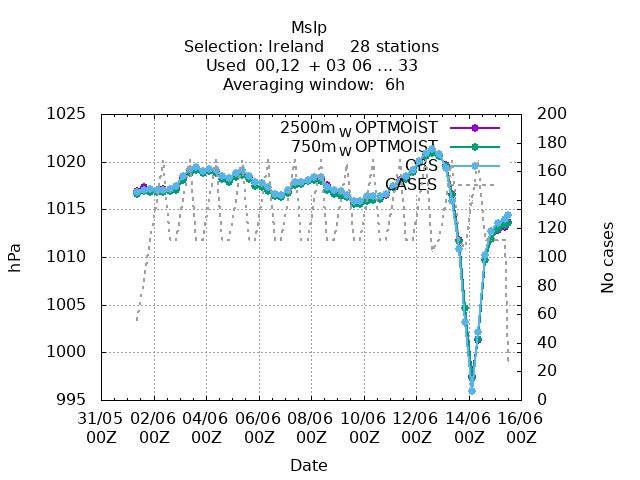 Mslp
Selection: Ireland 28 stations
Used 00,12 + 03 06 ... 33
Averaging window: 6h
1025
1020
1015
1010
1005
1000
995
hPa
200
180
160
140
120
100
80
60
40
20
0
No cases
2500m W OPTMOIST
750m W OPTMOIST
OBS
CASES
31/05 02/06 04/06 06/06 08/06 10/06 12/06 14/06 16/06
00Z 00Z 00Z 00Z 00Z 00Z 00Z 00Z 00Z
Date